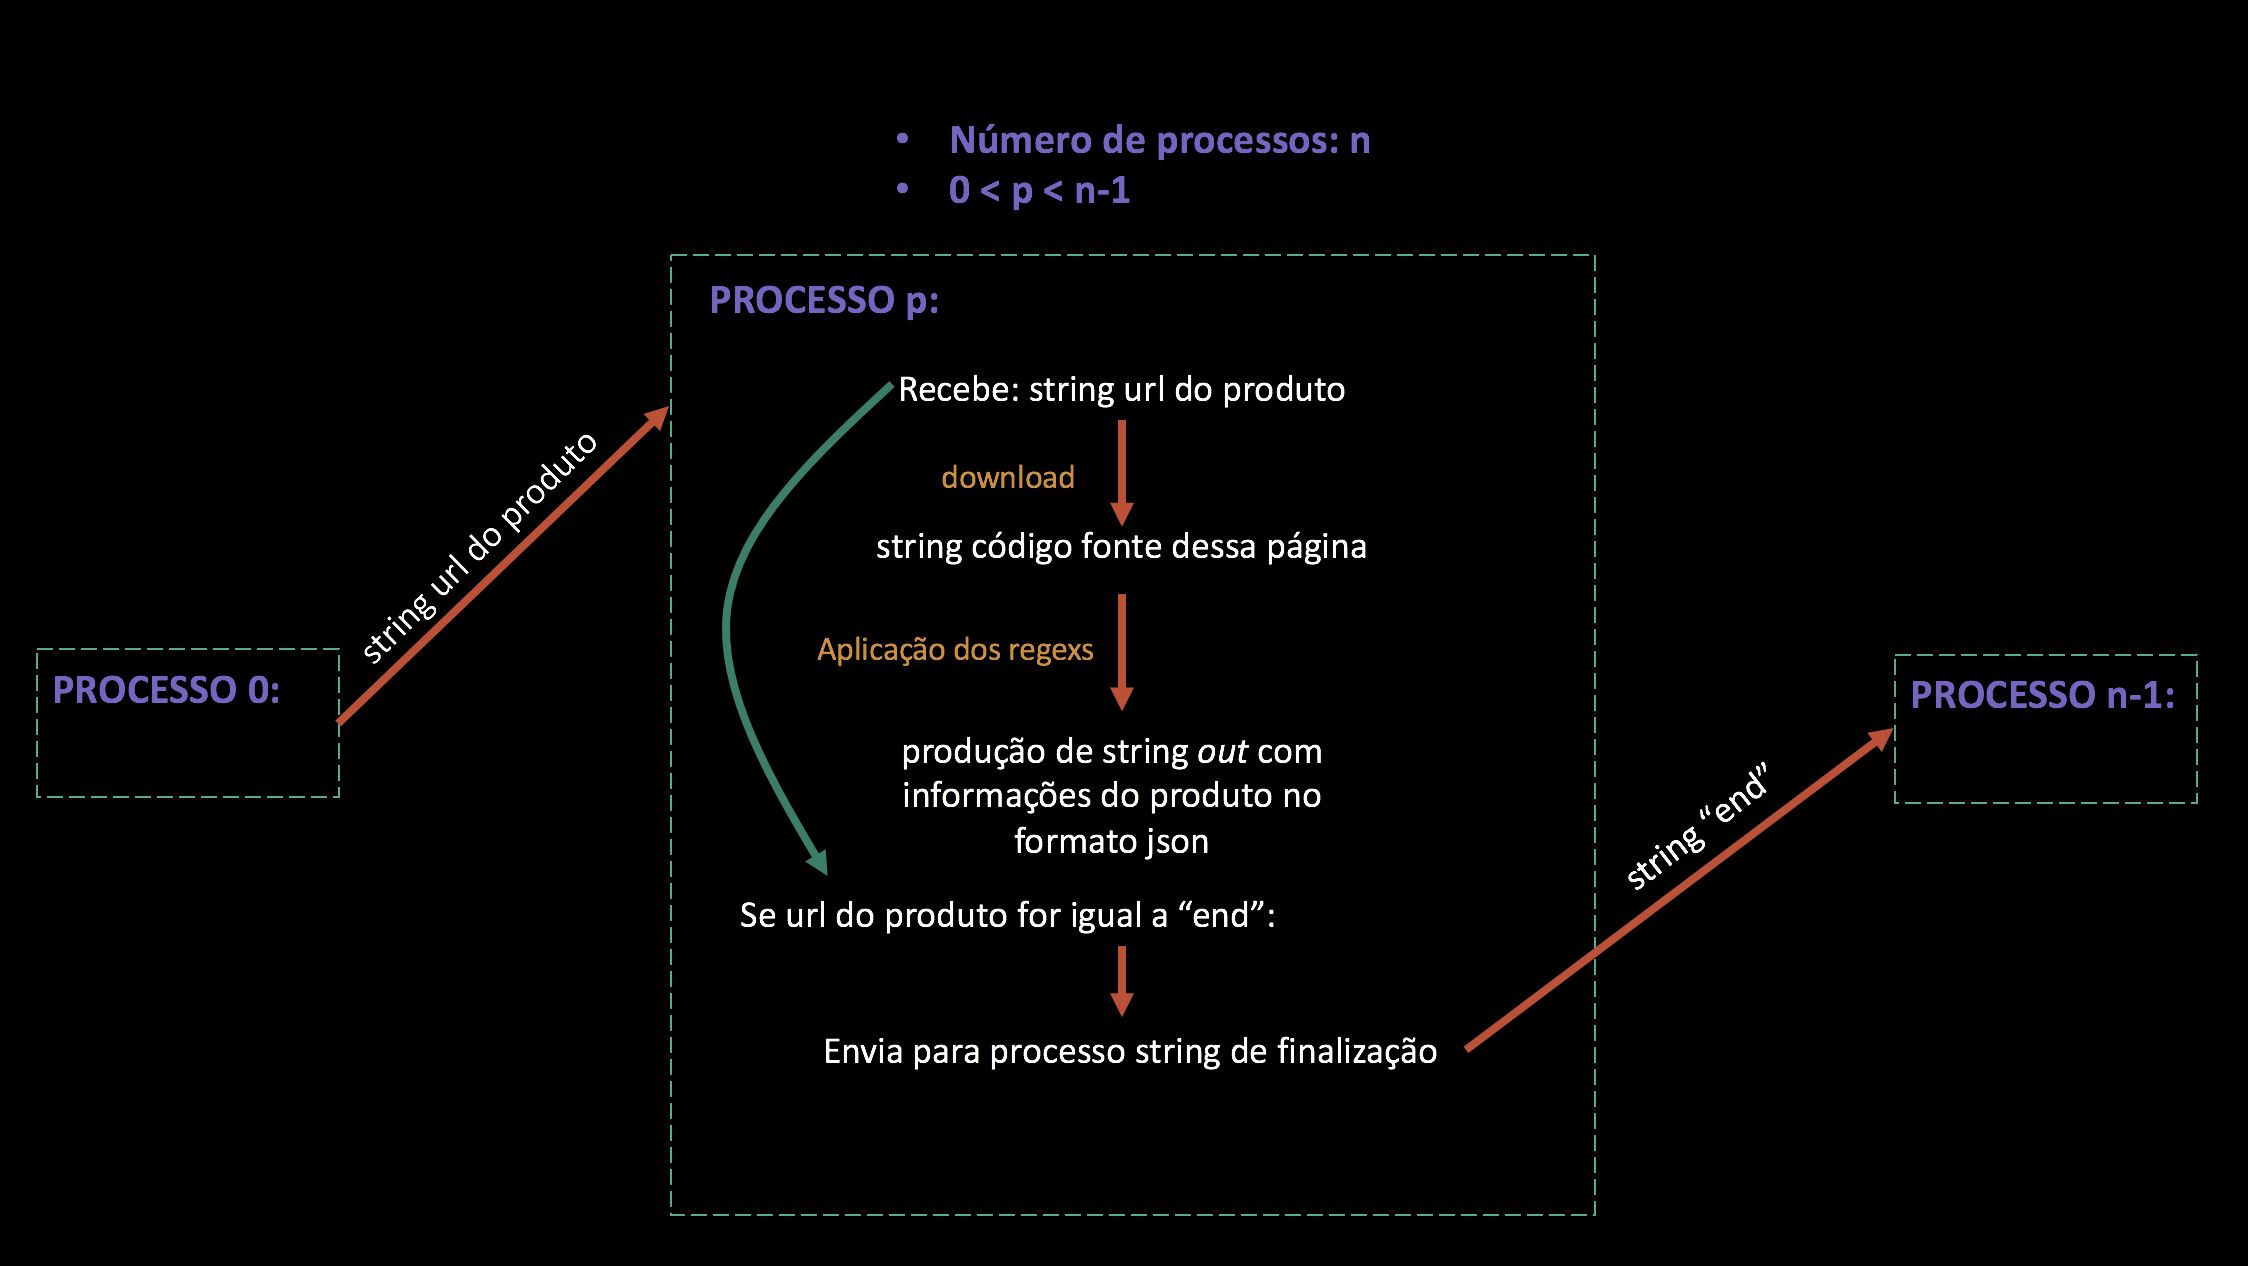 • Número de processos: n
• 0 < p < n-1
PROCESSO 0:
string url do produto
PROCESSO p:
Recebe: string url do produto
download
string código fonte dessa página
Aplicação dos regexs
produção de string out com
informações do produto no
formato json
Se url do produto for igual a “end”:
Envia para processo string de finalização
string “end”
PROCESSO n-1: